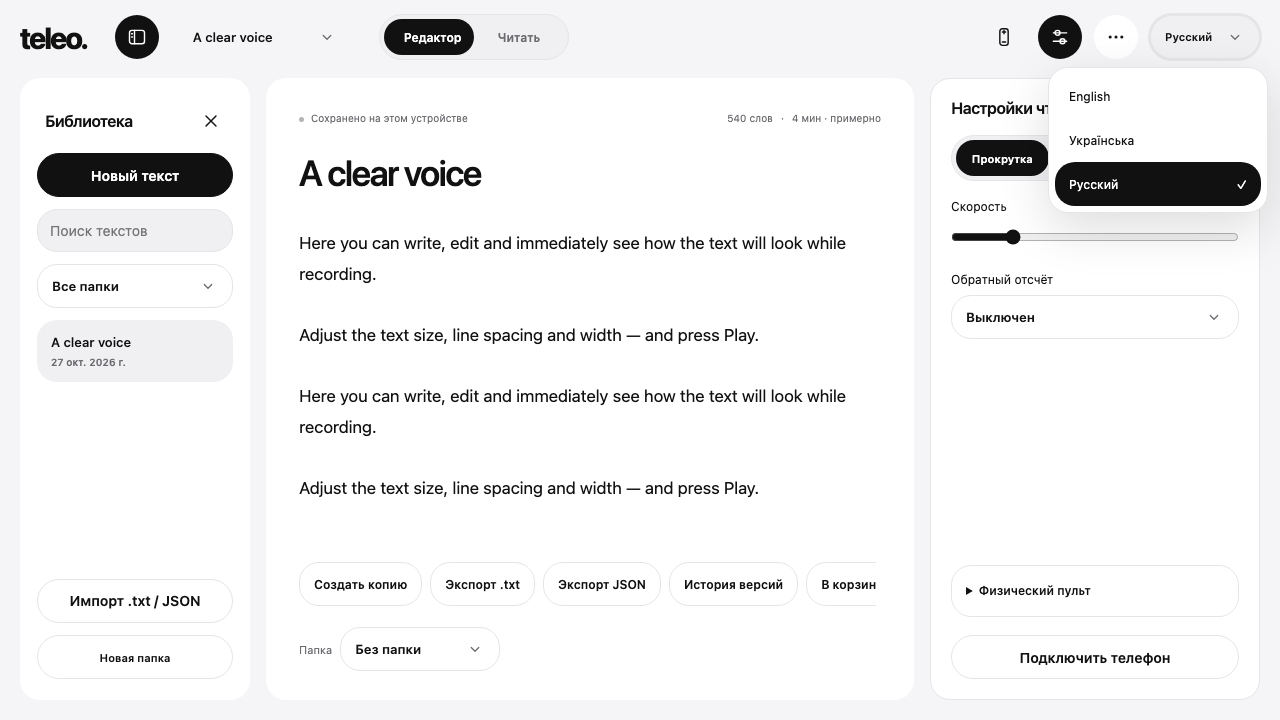 teleo.
A clear voice
Редактор
Читать
Русский
English
Українська
Русский
Библиотека
Новый текст
Поиск текстов
Все папки
A clear voice
27 окт. 2026 г.
Импорт .txt / JSON
Новая папка
Сохранено на этом устройстве
540 слов · 4 мин · примерно
A clear voice
Here you can write, edit and immediately see how the text will look while
recording.
Adjust the text size, line spacing and width — and press Play.
Here you can write, edit and immediately see how the text will look while
recording.
Adjust the text size, line spacing and width — and press Play.
Создать копию
Экспорт .txt
Экспорт JSON
История версий
В корзин
Папка
Без папки
Настройки чт
Прокрутка
Скорость
Обратный отсчёт
Выключен
Физический пульт
Подключить телефон